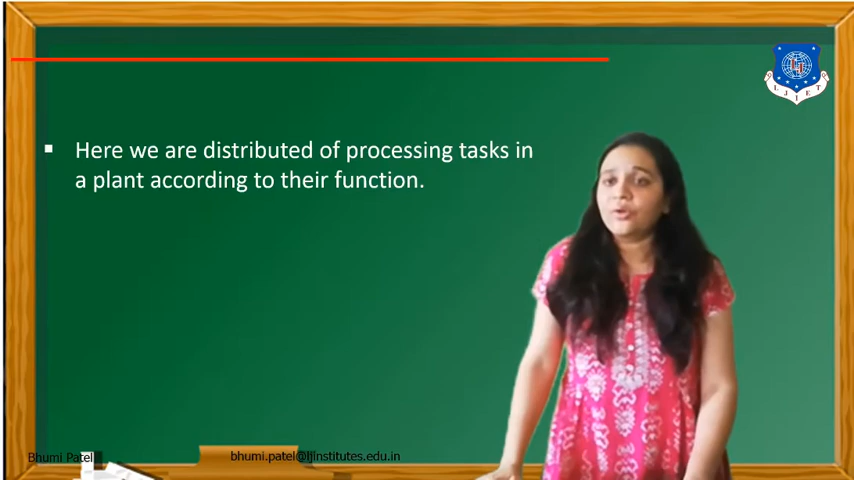 L J I E T
▪ Here we are distributed of processing tasks in
a plant according to their function.
Bhumi Patel
bhumi.patel@ljinstitutes.edu.in